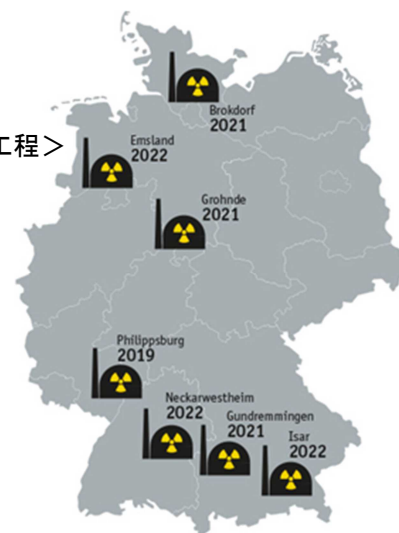 Brokdorf
2021
工程＞
Emsland
2022
Grohnde
2021
Philippsburg
2019
Neckarwestheim
2022
Gundremmingen
2021
Isar
2022